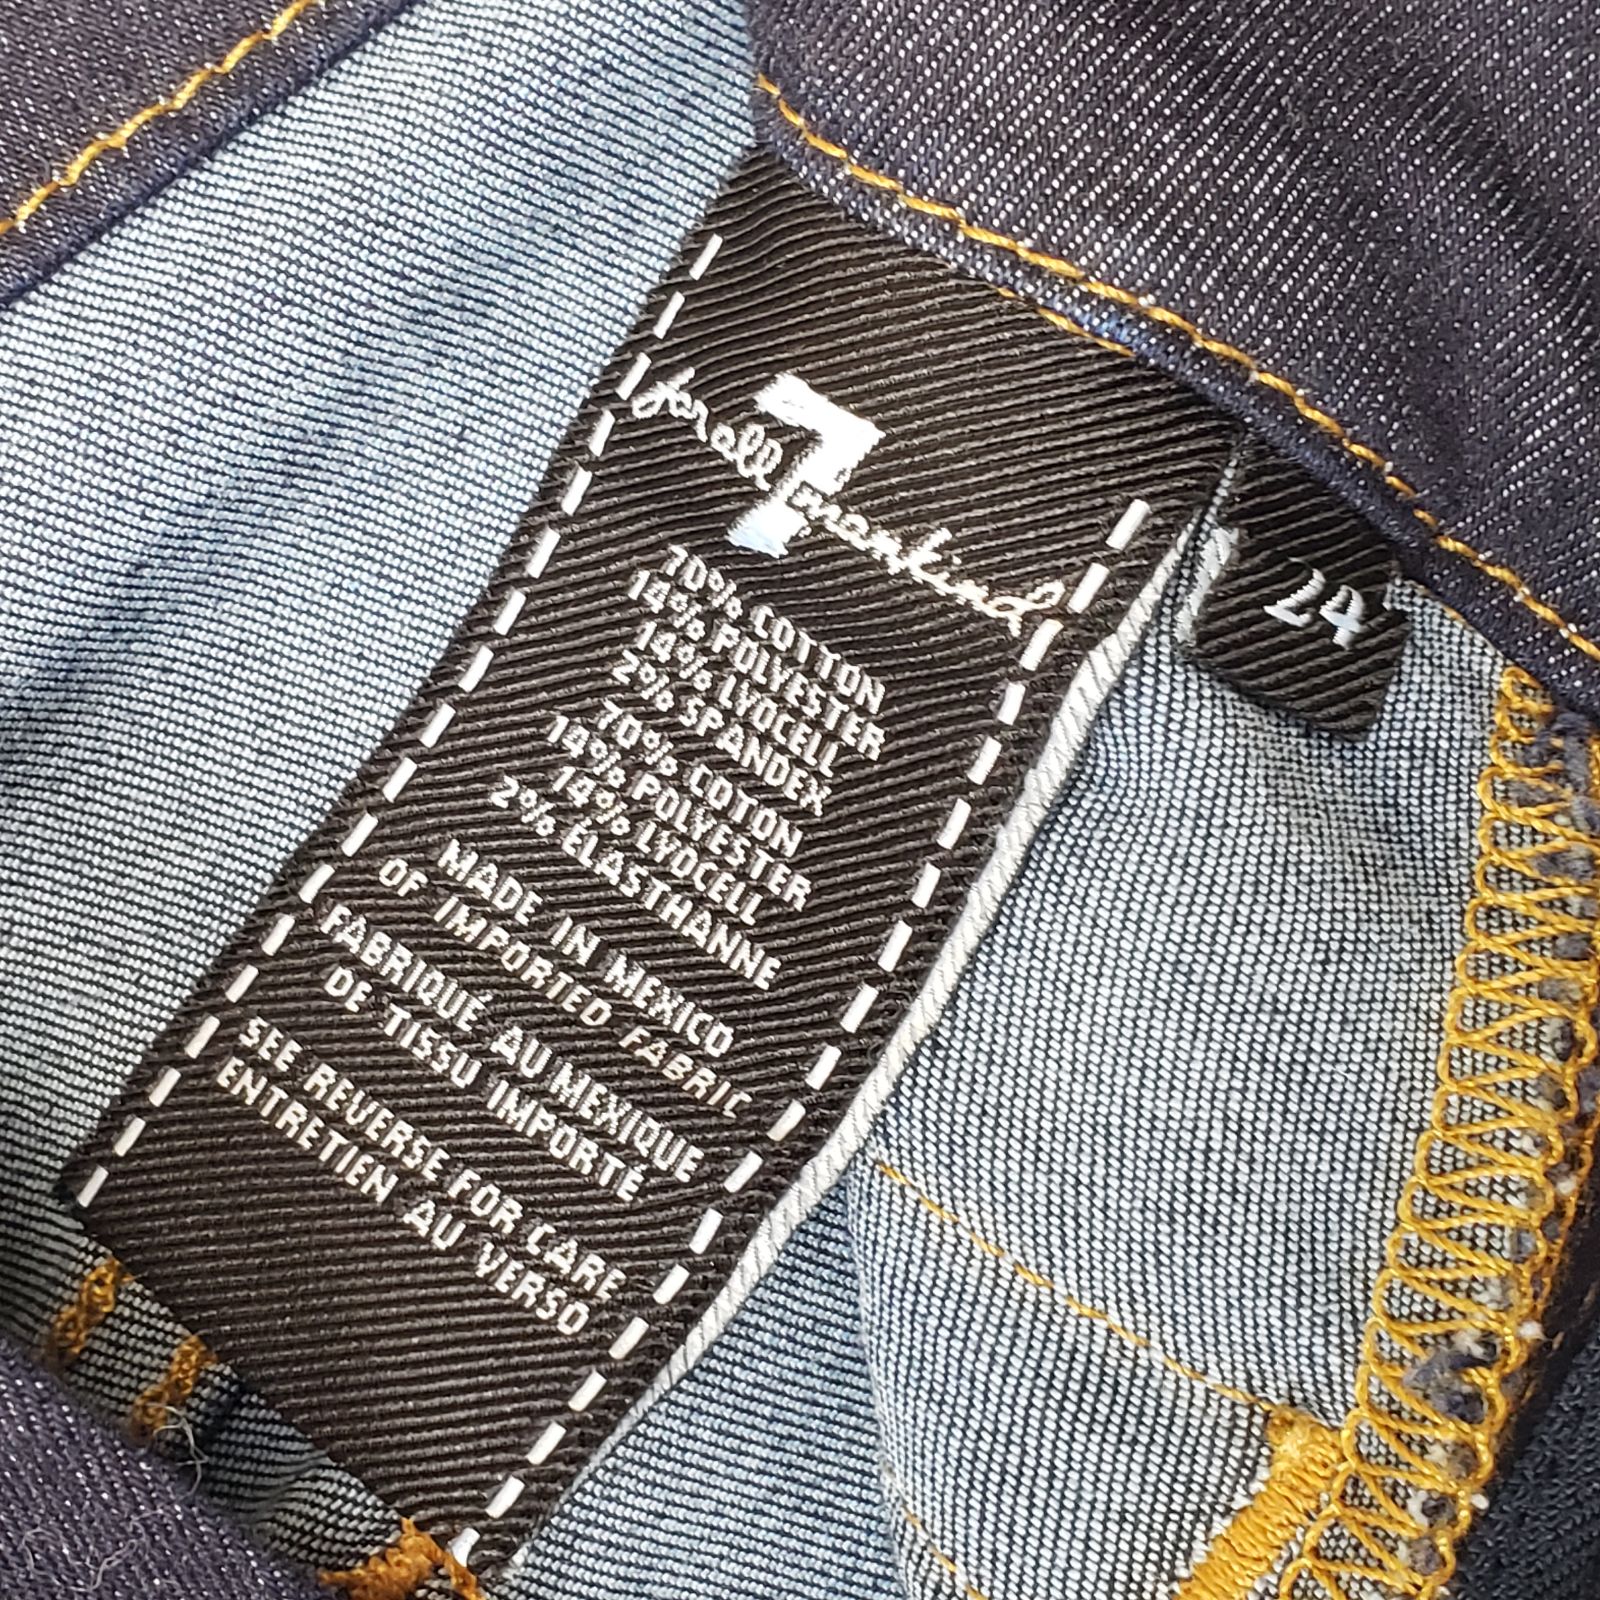 7 for all mankind
24
70% COTTON
14% POLYESTER
14% LYOCELL
2% SPANDEX
70% COTON
14% POLYESTER
14% LYOCELL
2% ÉLASTHANNE
MADE IN MEXICO
OF IMPORTED FABRIC
FABRIQUÉ AU MEXIQUE
DE TISSU IMPORTÉ
SEE REVERSE FOR CARE
ENTRETIEN AU VERSO